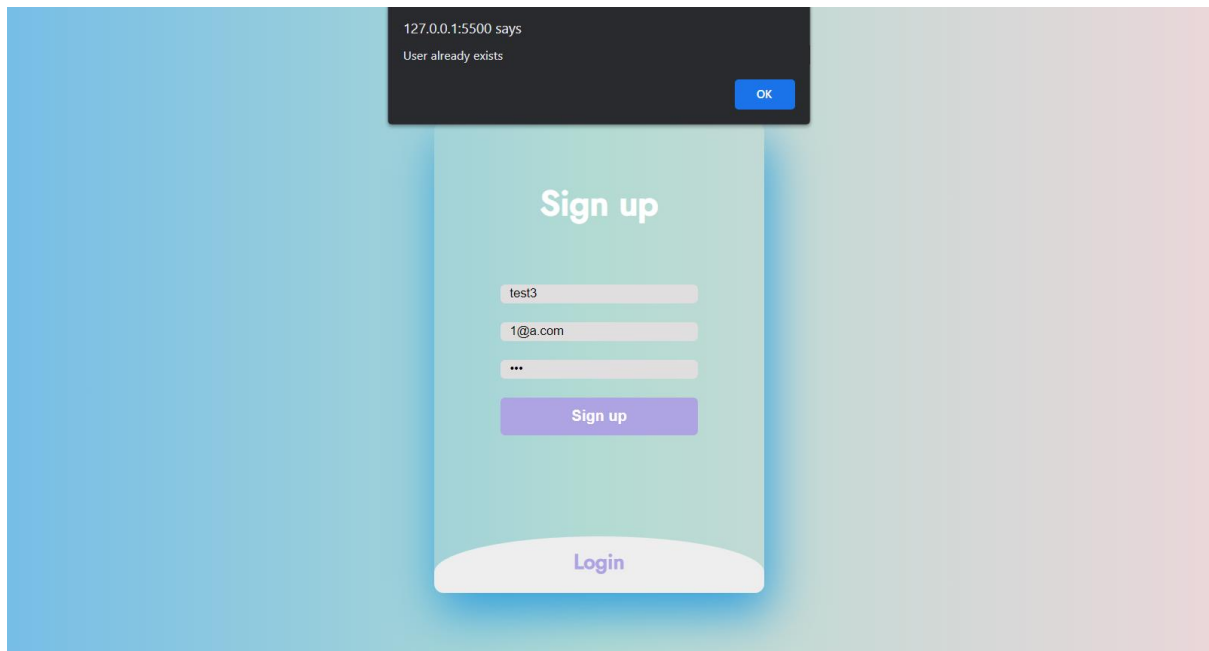 127.0.0.1:5500 says
User already exists
OK
Sign up
test3
1@a.com
•••
Sign up
Login